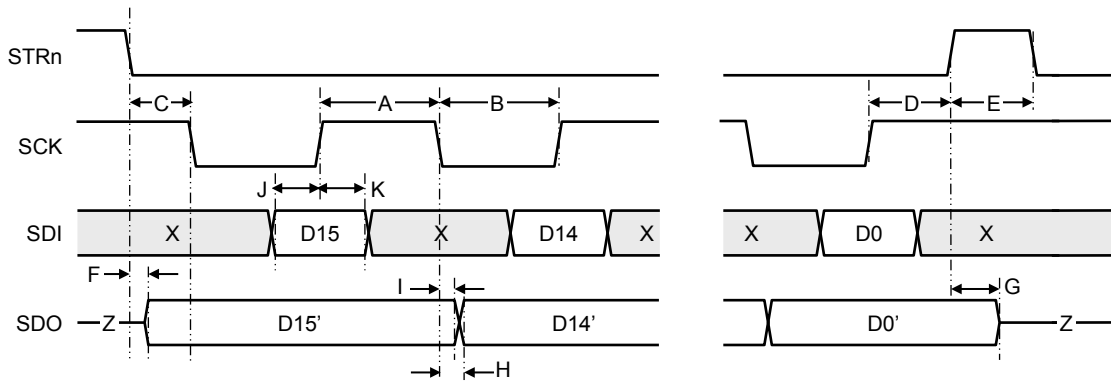 STRn
C A B D E
SCK
J K
SDI X D15 X D14 X X D0 X
F I G
SDO Z D15’ D14’ D0’ Z
H